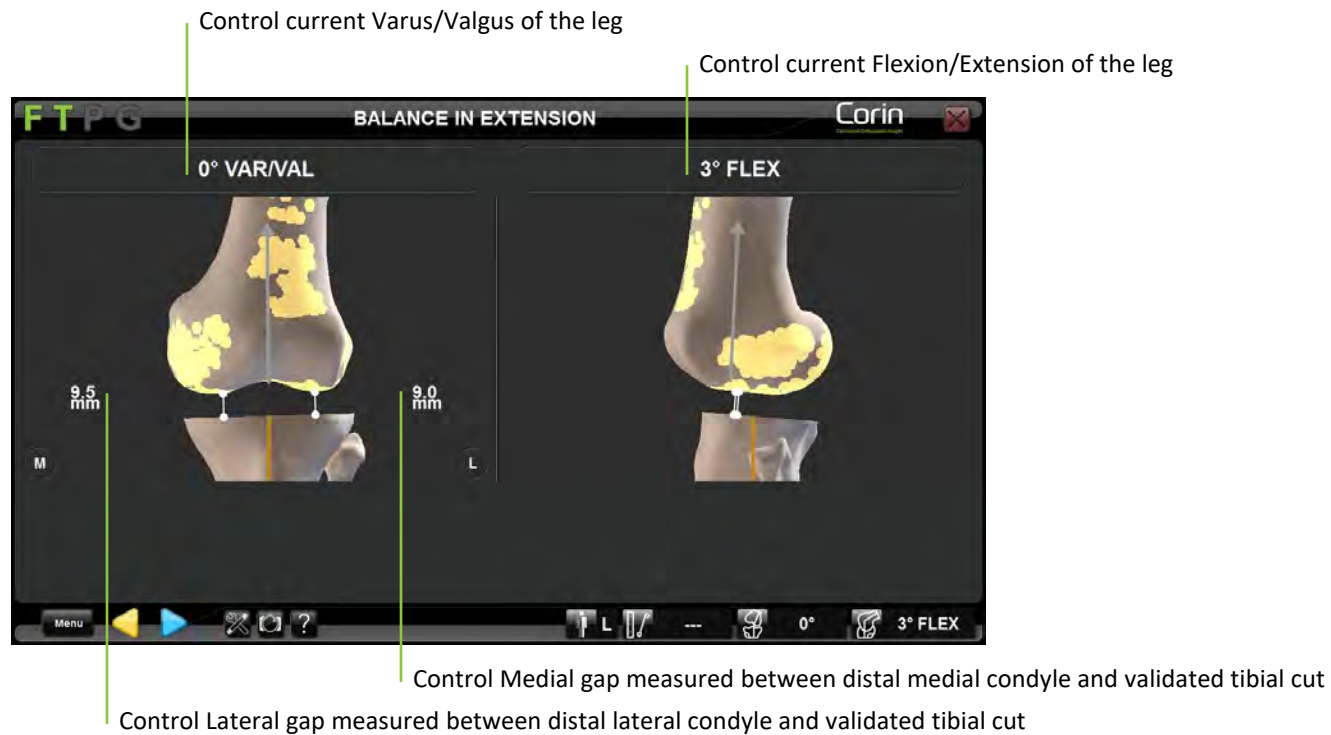 Control current Varus/Valgus of the leg
Control current Flexion/Extension of the leg
F T P G
BALANCE IN EXTENSION
Corin
0° VAR/VAL
3° FLEX
9.5
mm
9.0
mm
M
L
Menu
?
L
---
0°
3° FLEX
Control Medial gap measured between distal medial condyle and validated tibial cut
Control Lateral gap measured between distal lateral condyle and validated tibial cut